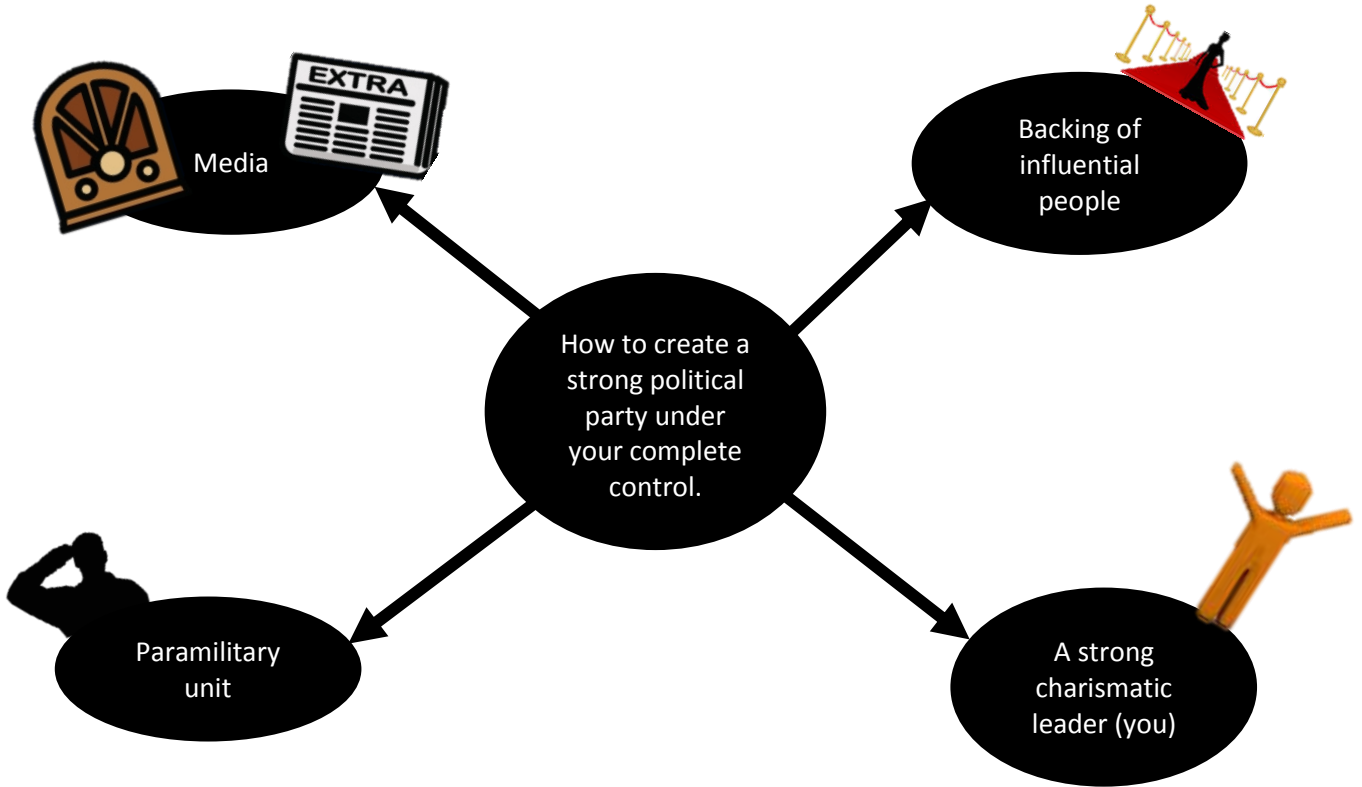 EXTRA
Media
Backing of
influential
people
How to create a
strong political
party under
your complete
control.
Paramilitary
unit
A strong
charismatic
leader (you)